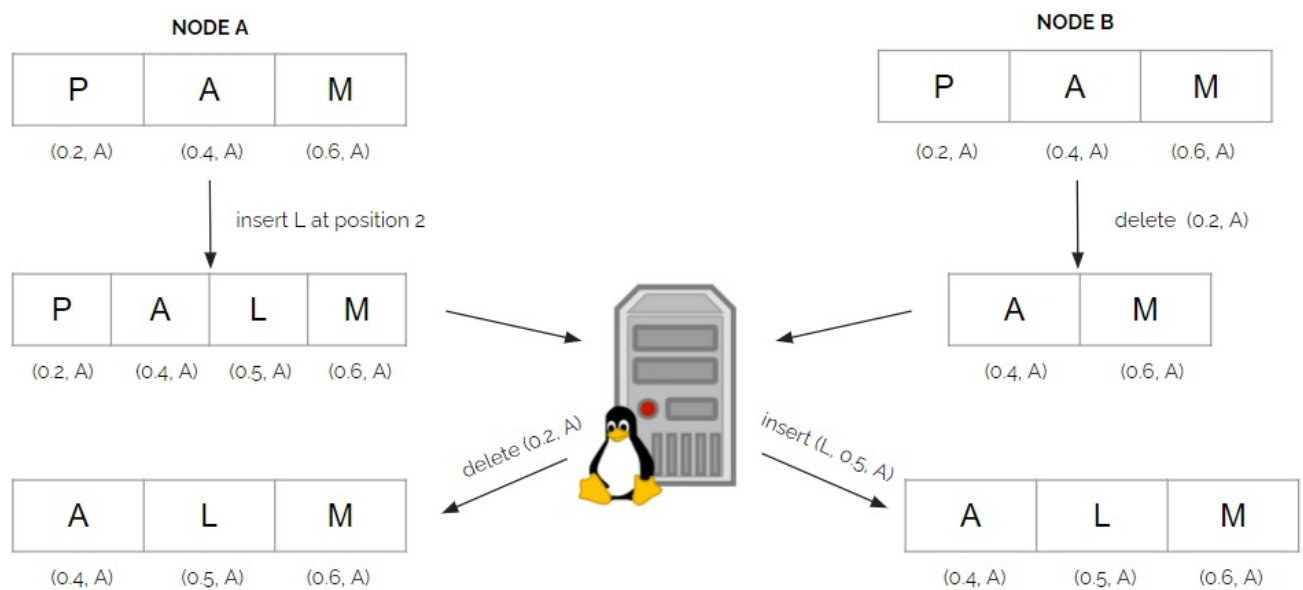 NODE A
NODE B
P A M
(0.2, A) (0.4, A) (0.6, A)
P A M
(0.2, A) (0.4, A) (0.6, A)
insert L at position 2
delete (0.2, A)
P A L M
(0.2, A) (0.4, A) (0.5, A) (0.6, A)
A M
(0.4, A) (0.6, A)
delete (0.2, A)
insert (L, 0.5, A)
A L M
(0.4, A) (0.5, A) (0.6, A)
A L M
(0.4, A) (0.5, A) (0.6, A)